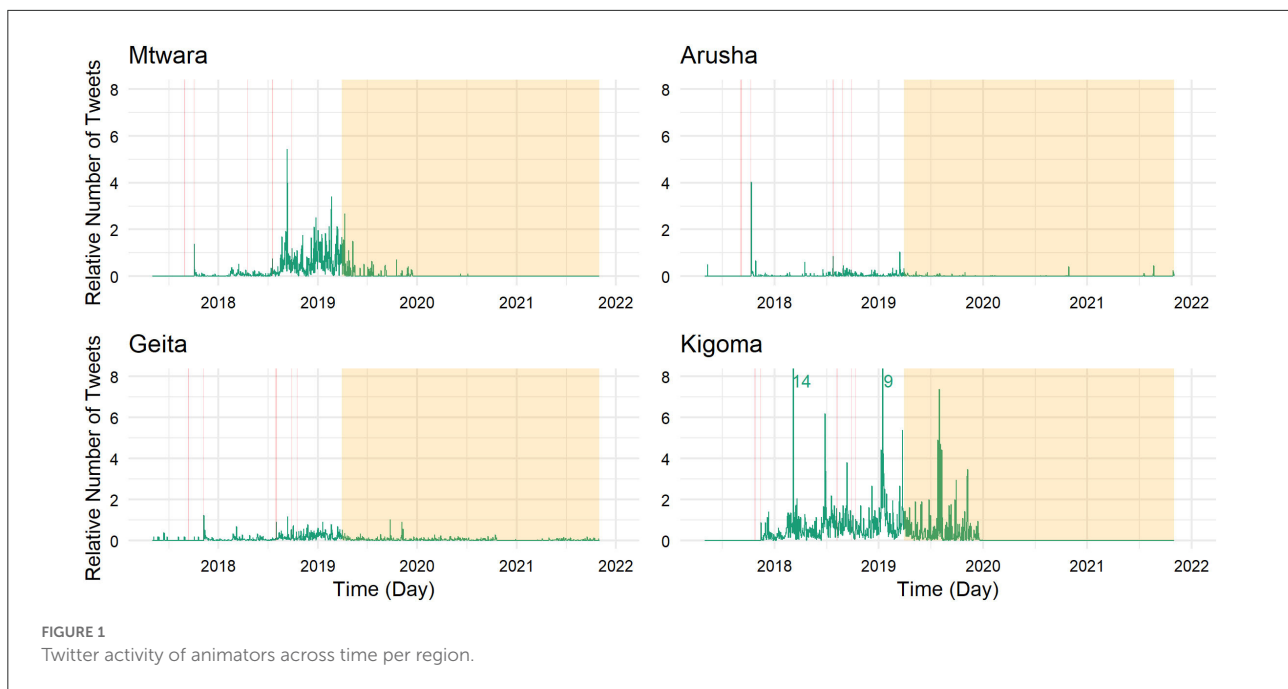 Mtwara
Relative Number of Tweets
8
6
4
2
0
2018 2019 2020 2021 2022
Arusha
8
6
4
2
0
2018 2019 2020 2021 2022
Geita
Relative Number of Tweets
8
6
4
2
0
2018 2019 2020 2021 2022
Time (Day)
Kigoma
14 9
8
6
4
2
0
2018 2019 2020 2021 2022
Time (Day)
FIGURE 1
Twitter activity of animators across time per region.